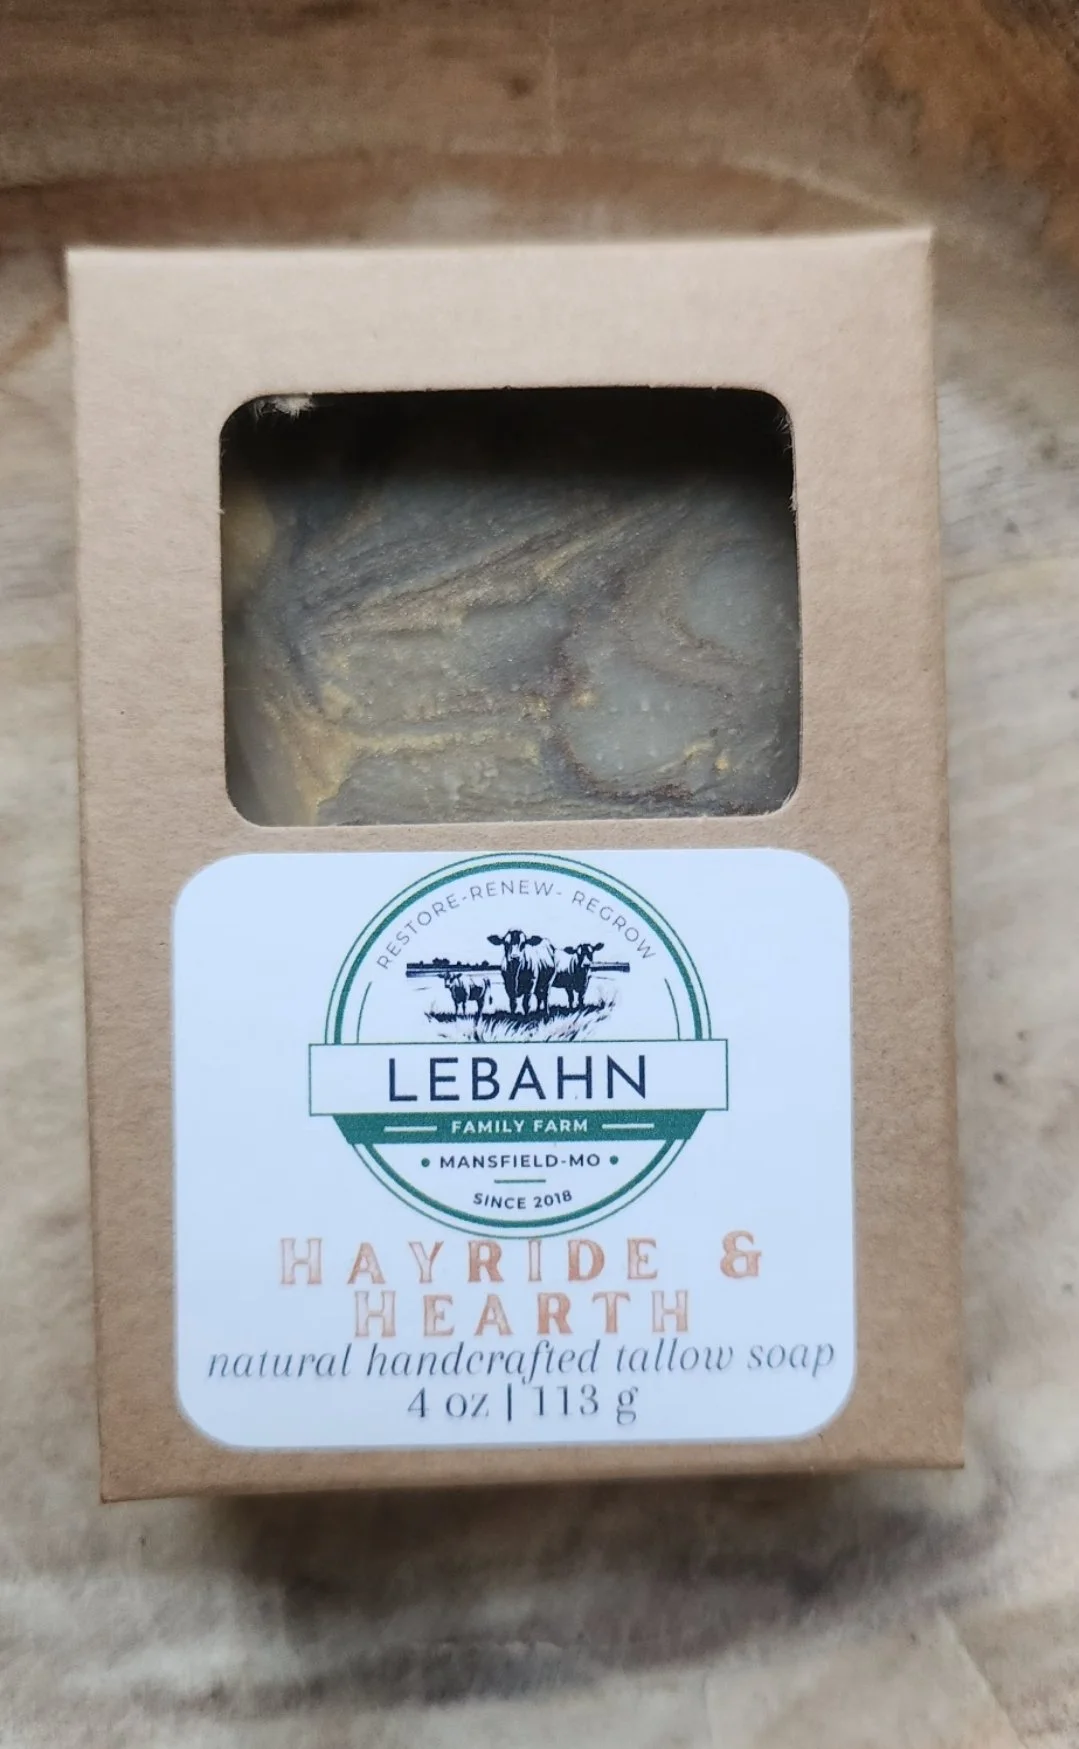 RESTORE-RENEW- REGROW
LEBAHN
FAMILY FARM
• MANSFIELD-MO •
SINCE 2018
HAYRIDE &
HEARTH
natural handcrafted tallow soap
4 oz | 113 g